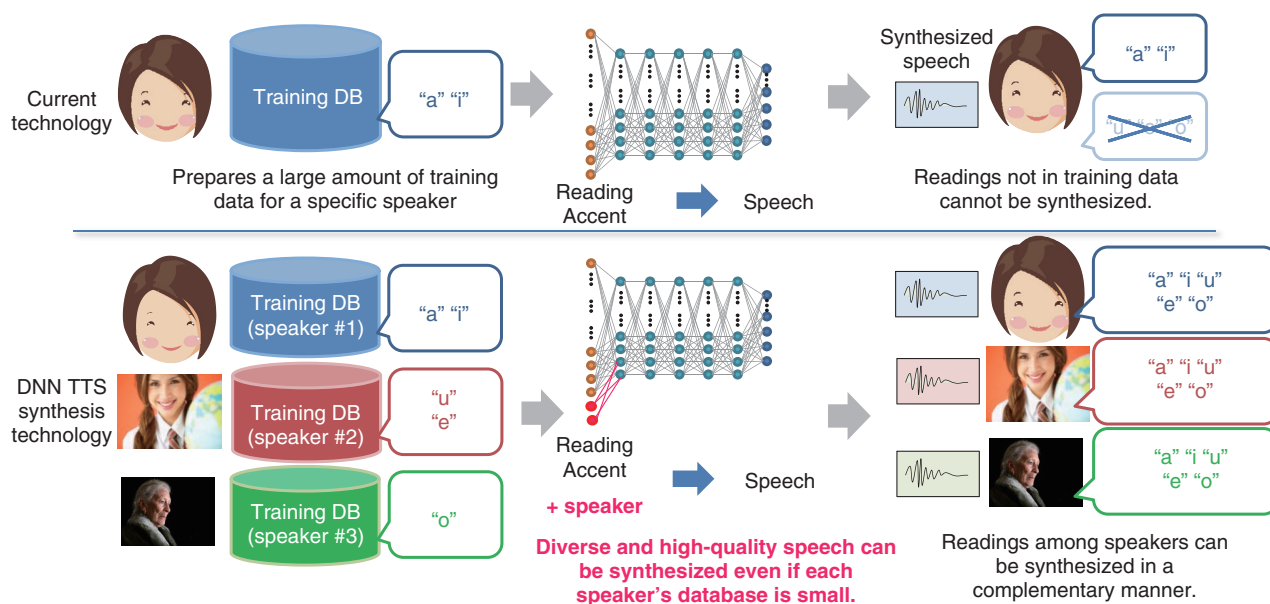 Current
technology
Training DB
“a” “i”
Prepares a large amount of training
data for a specific speaker
Reading
Accent
Speech
Synthesized
speech
“a” “i”
“u” “e” “o”
Readings not in training data
cannot be synthesized.
DNN TTS
synthesis
technology
Training DB
(speaker #1)
“a” “i”
Training DB
(speaker #2)
“u”
“e”
Training DB
(speaker #3)
“o”
Reading
Accent
+ speaker
Speech
Diverse and high-quality speech can
be synthesized even if each
speaker’s database is small.
“a” “i “u”
“e” “o”
“a” “i “u”
“e” “o”
“a” “i “u”
“e” “o”
Readings among speakers can
be synthesized in a
complementary manner.